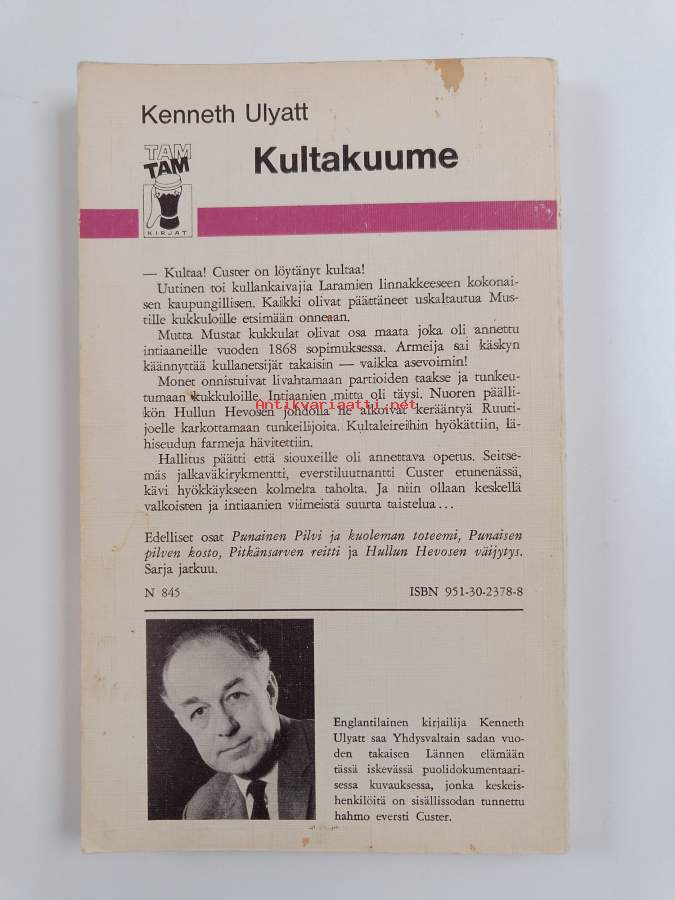 Kenneth Ulyatt
TAM
TAM
Kultakuume
KIRJAT
— Kultaa! Custer on löytänyt kultaa!
Uutinen toi kullankaivajia Laramien linnakkeeseen kokonai-
sen kaupungillisen. Kaikki olivat päättäneet uskaltautua Mus-
tille kukkuloille etsimään onneaan.
Mutta Mustat kukkulat olivat osa maata joka oli annettu
intiaaneille vuoden 1868 sopimuksessa. Armeija sai käskyn
käännyttää kullanetsijät takaisin — vaikka asevoimin!
Monet onnistuivat livahtamaan partioiden taakse ja tunkeu-
tumaan kukkuloille. Intiaanien mitta oli täysi. Nuoren päälli-
Antikvariaatti.net
kön Hullun Hevosen johdolla he alkoivat kerääntyä Ruuti-
joelle karkottamaan tunkeilijoita. Kultaleireihin hyökättiin, lä-
hiseudun farmeja hävitettiin.
Hallitus päätti että siouxeille oli annettava opetus. Seitse-
mäs jalkaväkirykmentti, everstiluutnantti Custer etunenässä,
kävi hyökkäykseen kolmelta taholta. Ja niin ollaan keskellä
valkoisten ja intiaanien viimeistä suurta taistelua...
Edelliset osat Punainen Pilvi ja kuoleman toteemi, Punaisen
pilven kosto, Pitkänsarven reitti ja Hullun Hevosen väijytys.
Sarja jatkuu.
N 845 ISBN 951-30-2378-8
Englantilainen kirjailija Kenneth
Ulyatt saa Yhdysvaltain sadan vuo-
den takaisen Lännen elämään
tässä iskevässä puolidokumentaari-
sessa kuvauksessa, jonka keskeis-
henkilöitä on sisällissodan tunnettu
hahmo eversti Custer.